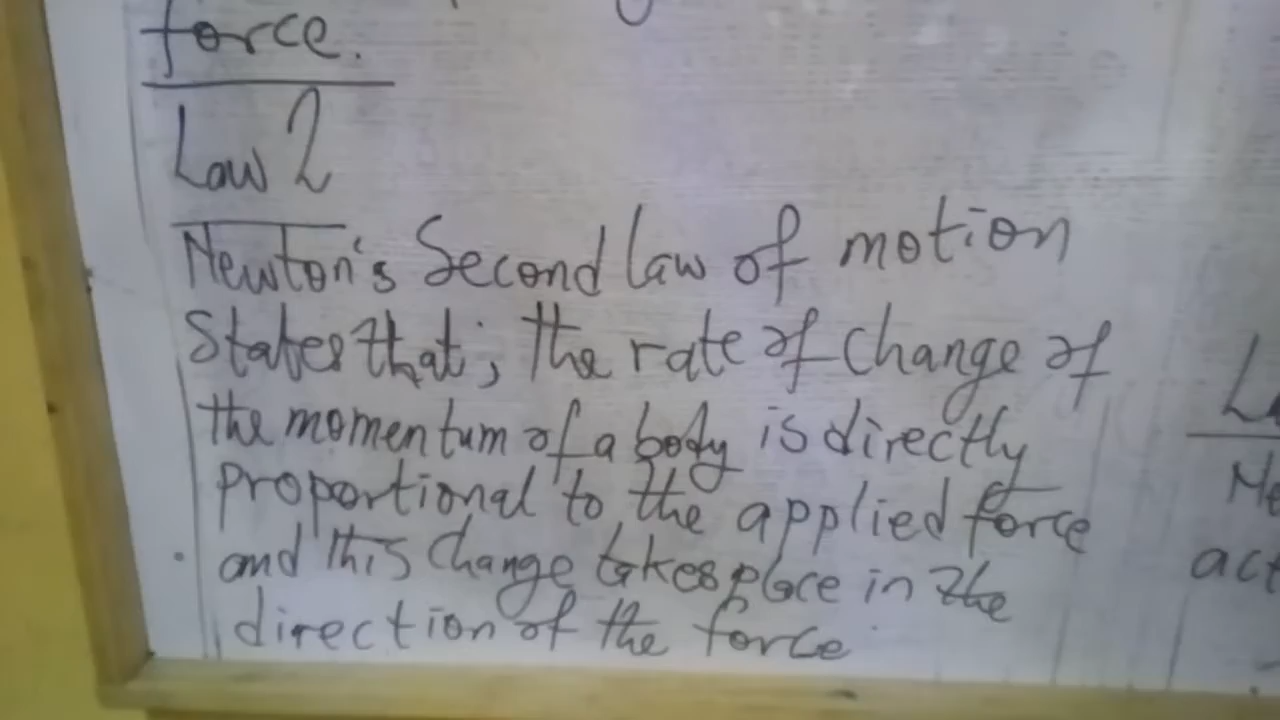 force.
Law 2
Newton's Second law of motion
States that; the rate of change of
the momentum of a body is directly
proportional to the applied force
and this change takes place in the
direction of the force
act